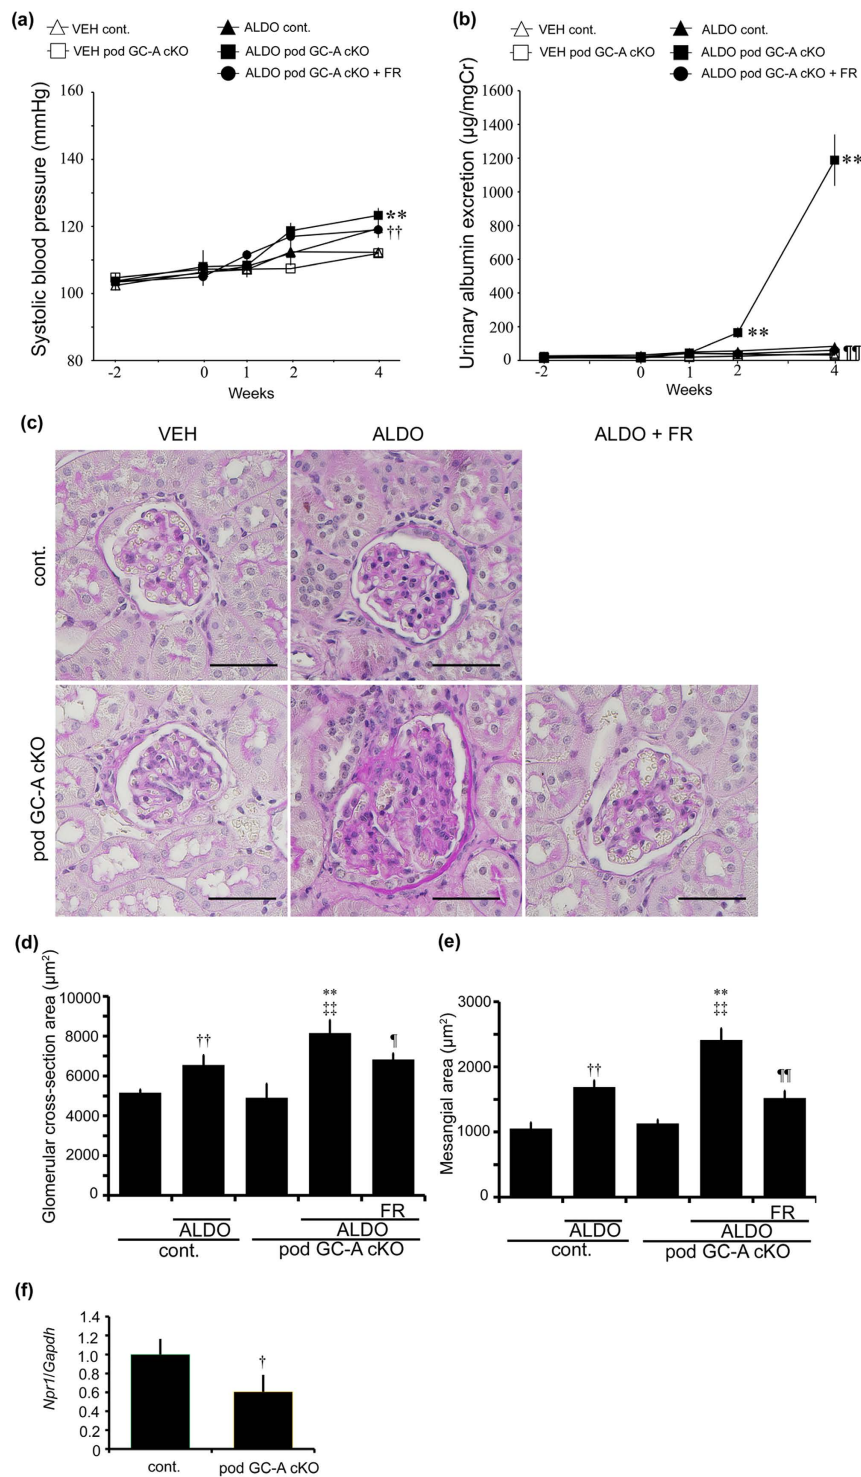 (a)
VEH cont.
ALDO cont.
VEH pod GC-A cKO
ALDO pod GC-A cKO
ALDO pod GC-A cKO + FR
Systolic blood pressure (mmHg)
160
140
120
100
80
**
††
-2
0
1
2
4
Weeks
(b)
VEH cont.
ALDO cont.
VEH pod GC-A cKO
ALDO pod GC-A cKO
ALDO pod GC-A cKO + FR
Urinary albumin excretion (μg/mgCr)
1600
1400
1200
1000
800
600
400
200
0
**
**
¶¶
-2
0
1
2
4
Weeks
(c)
VEH
ALDO
ALDO + FR
cont.
pod GC-A cKO
(d)
Glomerular cross-section area (μm²)
10000
8000
6000
4000
2000
0
††
**
‡‡
¶
FR
ALDO
ALDO
cont.
pod GC-A cKO
(e)
Mesangial area (μm²)
3000
2000
1000
0
††
**
‡‡
¶¶
FR
ALDO
ALDO
cont.
pod GC-A cKO
(f)
Npr1/Gapdh
1.4
1.2
1.0
0.8
0.6
0.4
0.2
0
†
cont.
pod GC-A cKO